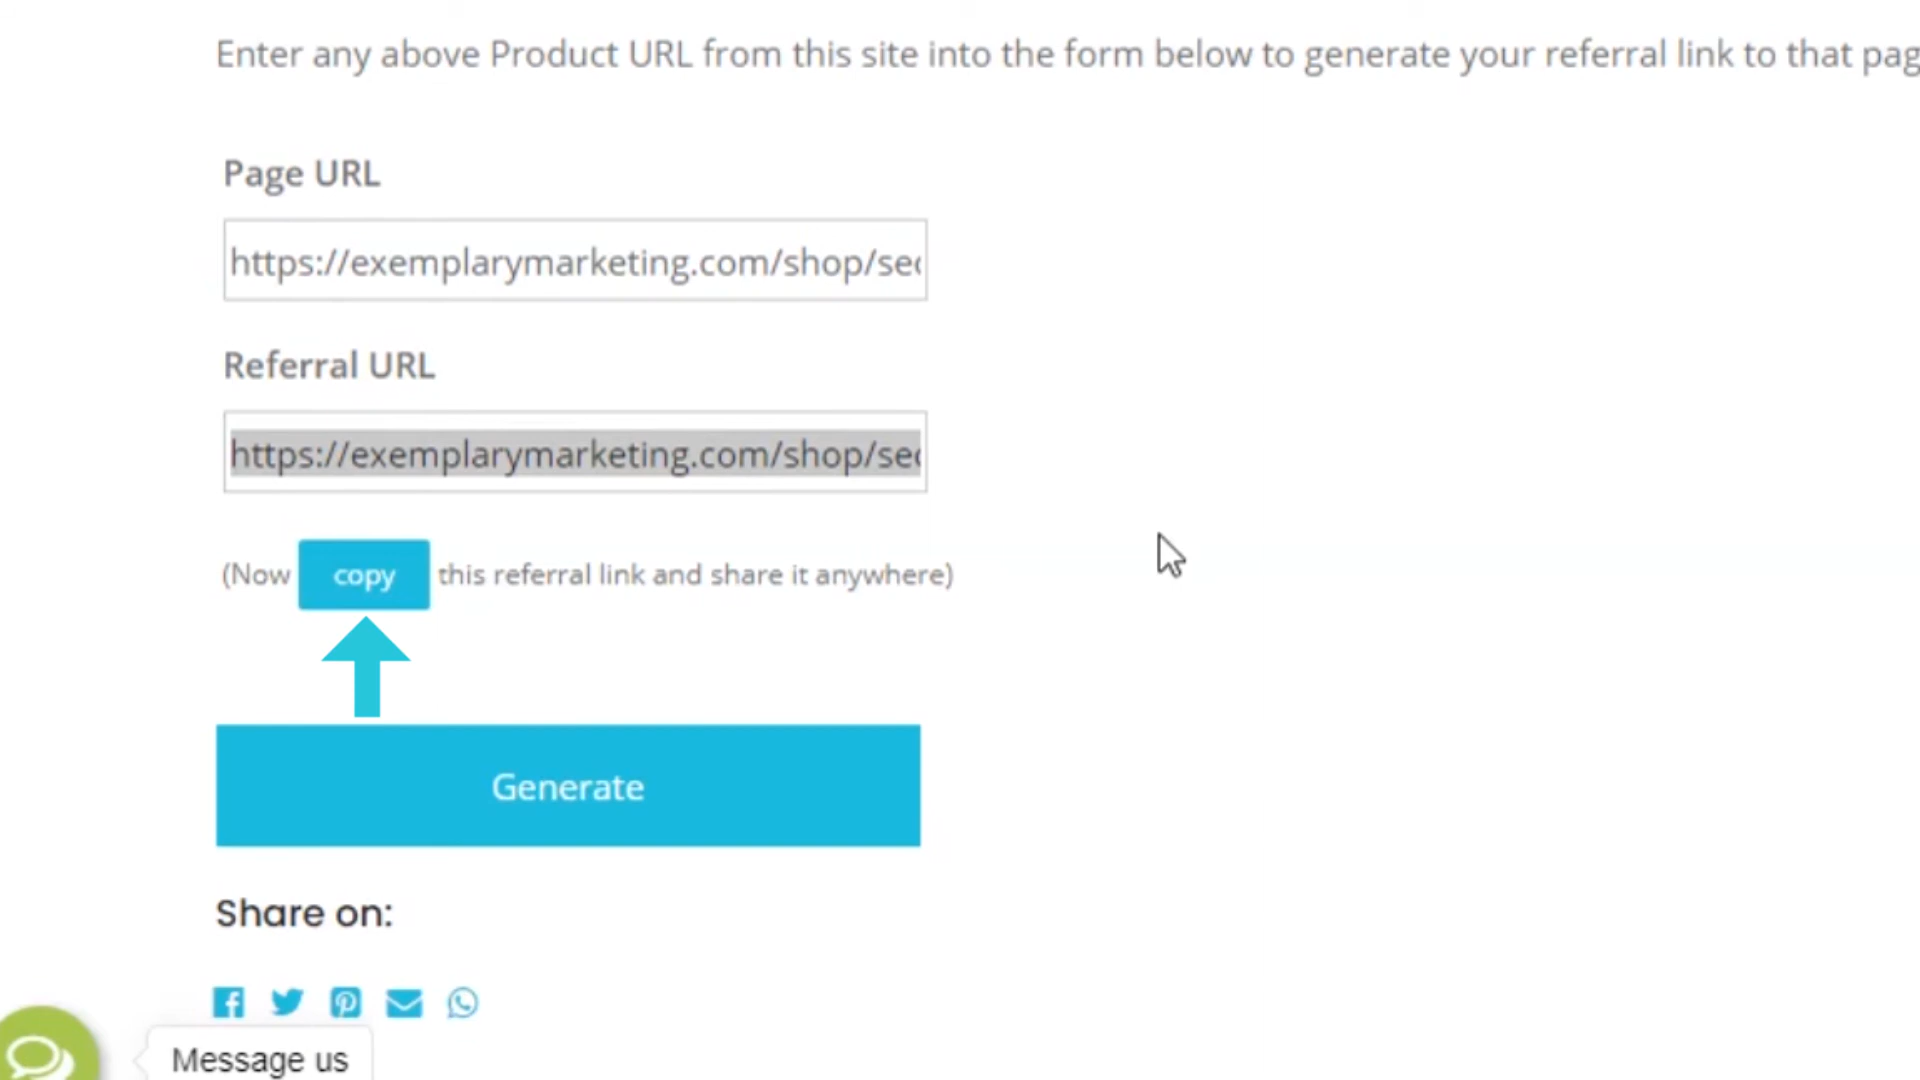 Enter any above Product URL from this site into the form below to generate your referral link to that pag
Page URL
https://exemplarymarketing.com/shop/sec
Referral URL
https://exemplarymarketing.com/shop/sec
(Now copy this referral link and share it anywhere)
Generate
Share on:
Message us